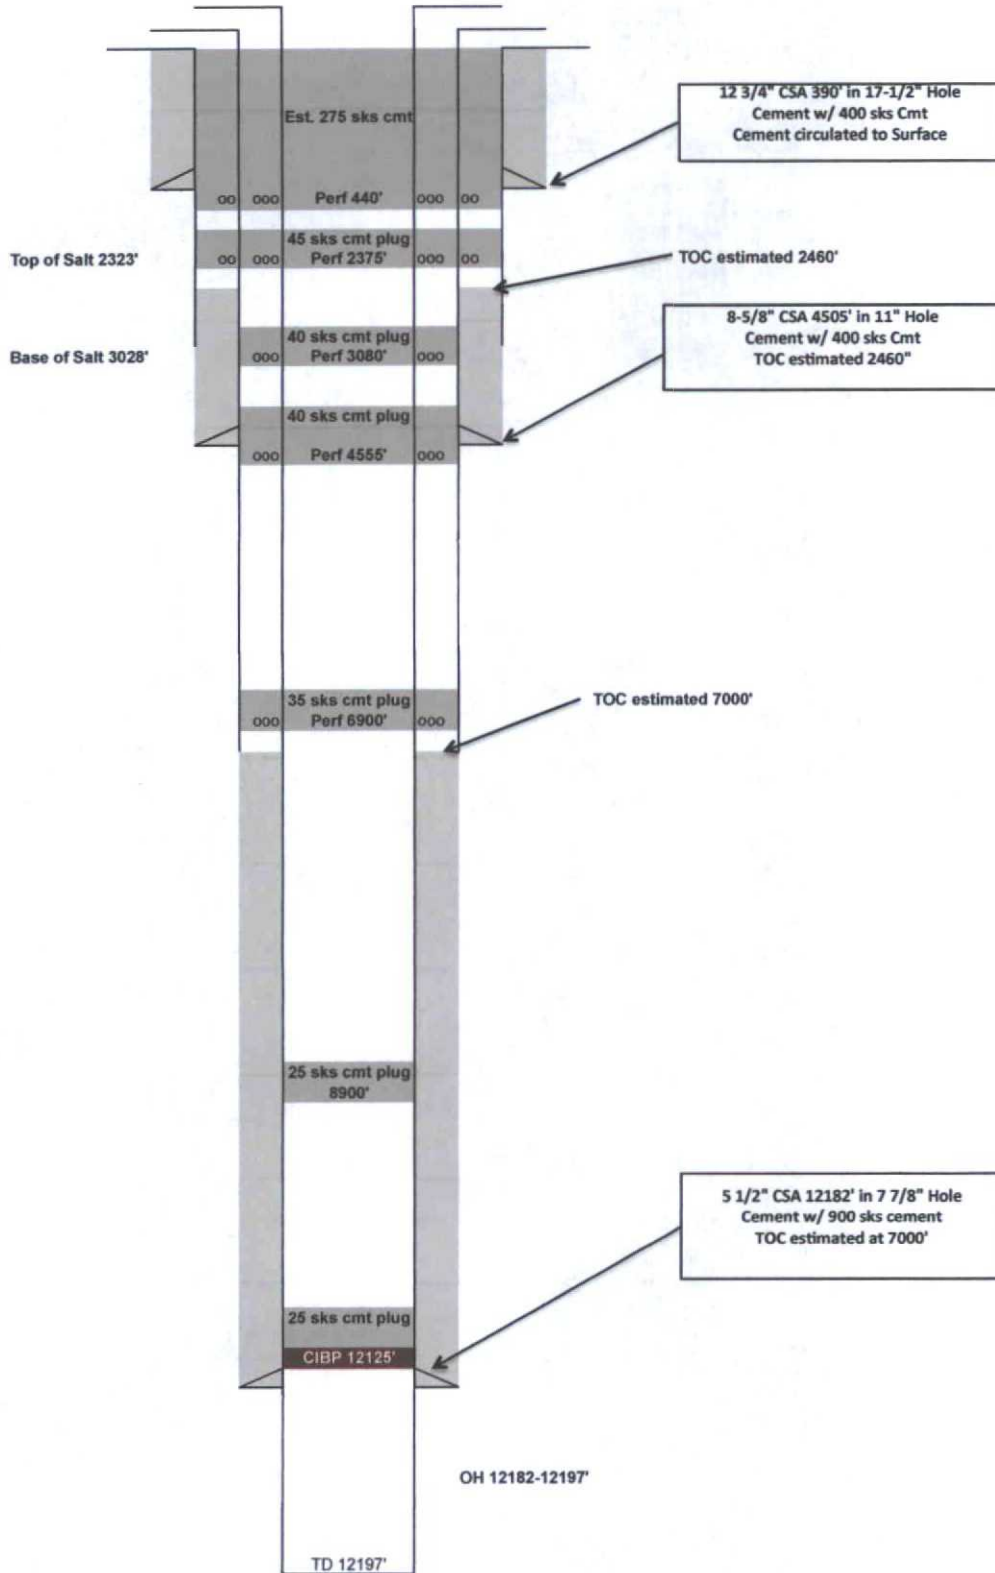 12 3/4" CSA 390' in 17-1/2" Hole
Cement w/ 400 sks Cmt
Cement circulated to Surface
Est. 275 sks cmt
oo ooo Perf 440' ooo oo
45 sks cmt plug
Top of Salt 2323'
oo ooo Perf 2375' ooo oo
TOC estimated 2460'
8-5/8" CSA 4505' in 11" Hole
Cement w/ 400 sks Cmt
TOC estimated 2460"
40 sks cmt plug
Base of Salt 3028'
ooo Perf 3080' ooo
40 sks cmt plug
ooo Perf 4555' ooo
35 sks cmt plug
ooo Perf 6900' ooo
TOC estimated 7000'
25 sks cmt plug
8900'
5 1/2" CSA 12182' in 7 7/8" Hole
Cement w/ 900 sks cement
TOC estimated at 7000'
25 sks cmt plug
CIBP 12125'
OH 12182-12197'
TD 12197'